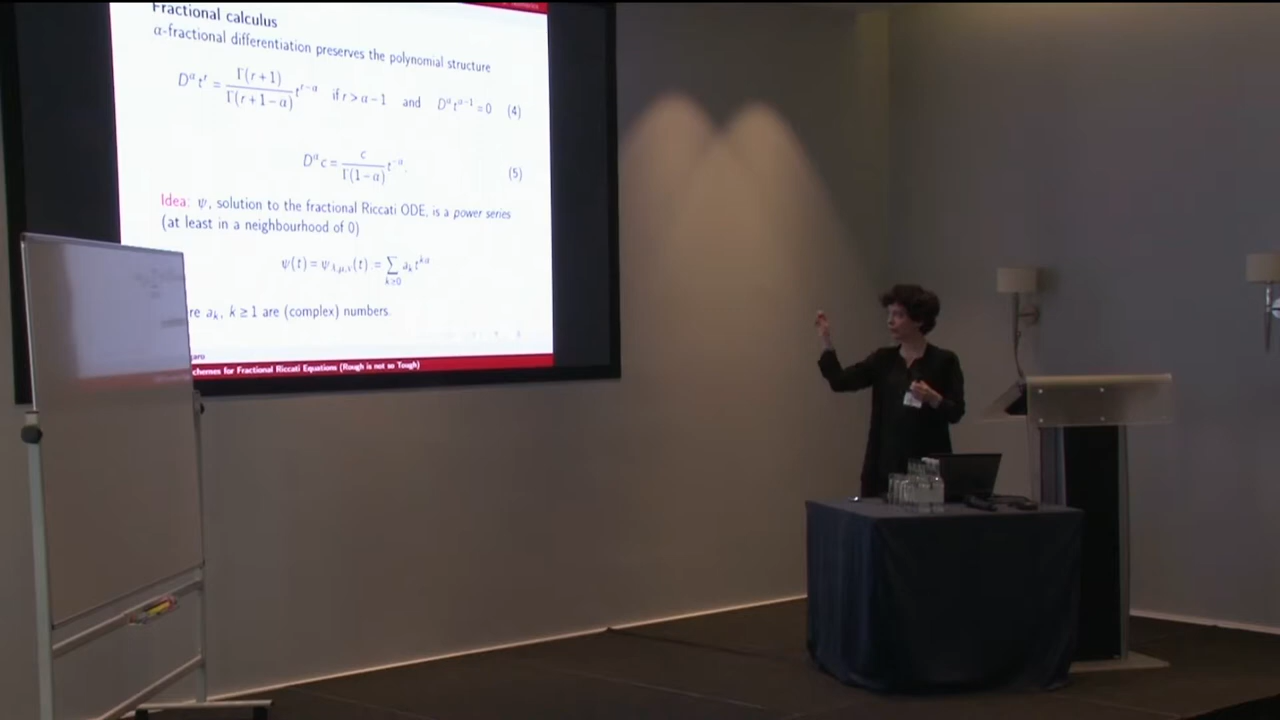 Fractional calculus
α-fractional differentiation preserves the polynomial structure
D^α t^r = Γ(r+1) / Γ(r+1−α) t^{r−α} if r > α−1 and D^α t^{α−1} = 0 (4)
D^α c = c / Γ(1−α) t^{−α}. (5)
Idea: ψ, solution to the fractional Riccati ODE, is a power series
(at least in a neighbourhood of 0)
ψ(t) = ψ_{λ,μ,ν}(t) = ∑_{k≥0} a_k t^{kα}
re a_k, k ≥ 1 are (complex) numbers.
garo
chemes for Fractional Riccati Equations (Rough is not so Tough)